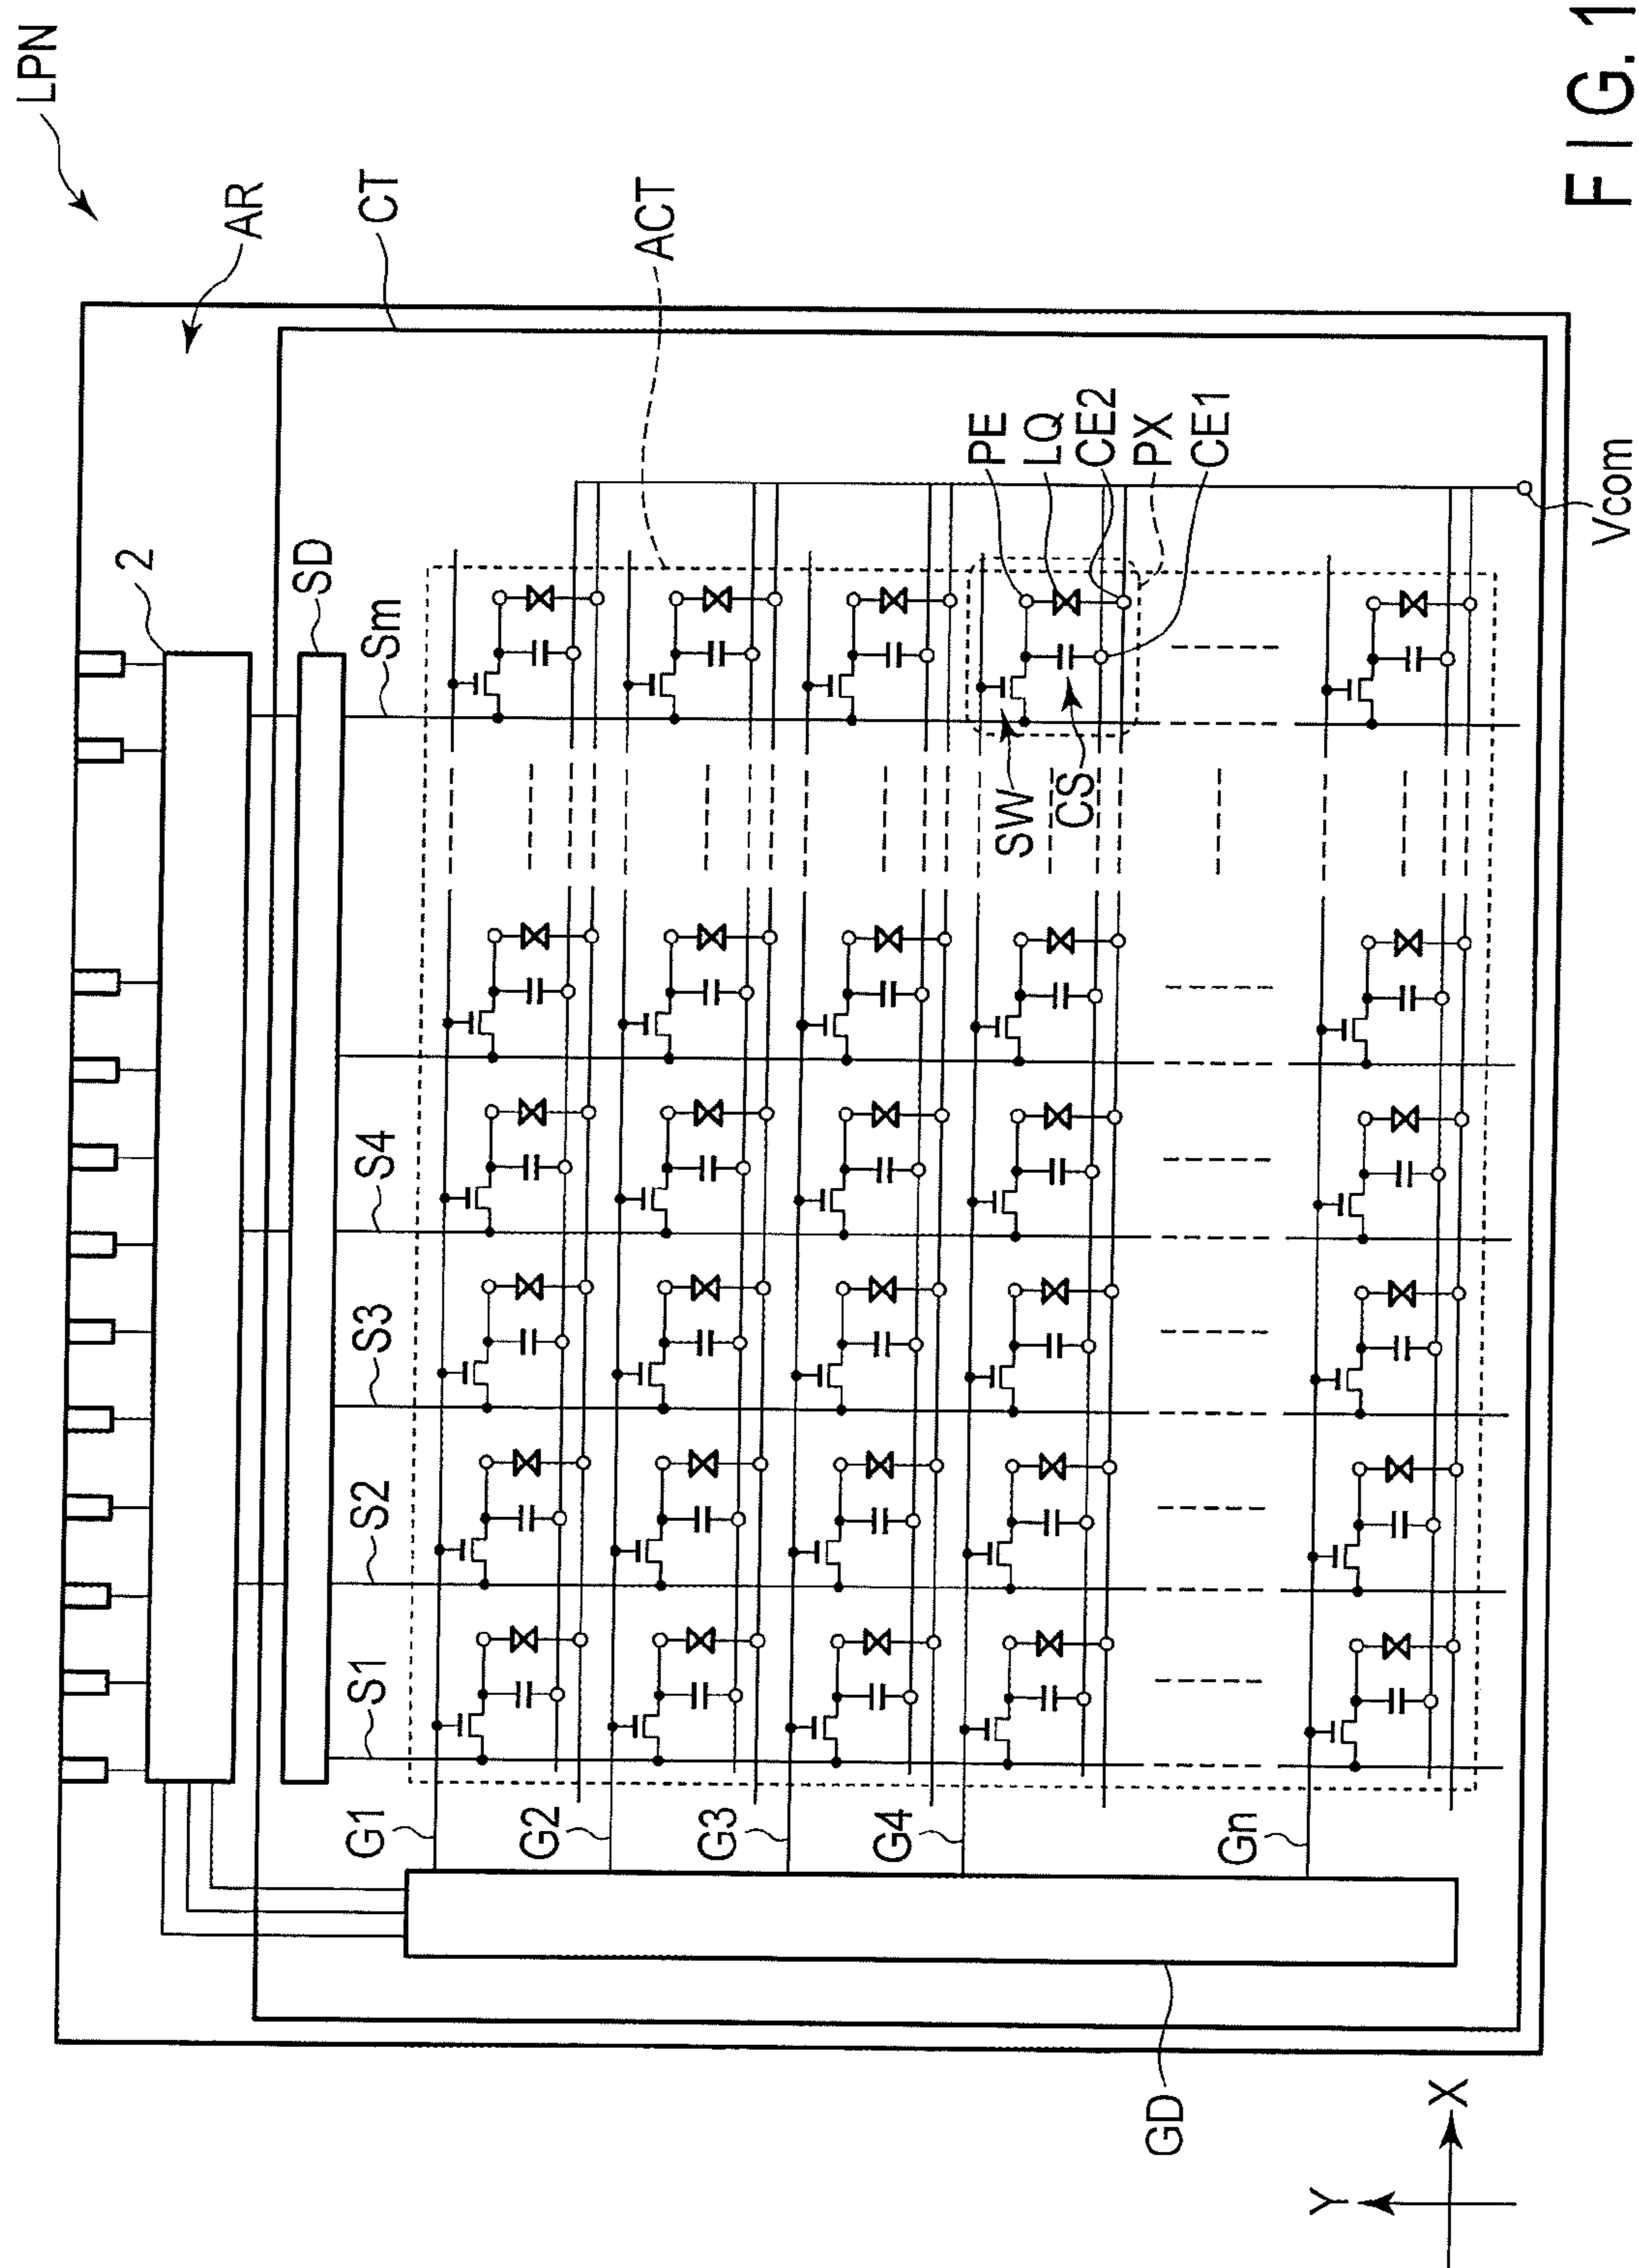 LPN
AR
CT
ACT
2
SD
Sm
S4
S3
S2
S1
G1
G2
G3
G4
Gn
PE
LQ
CE2
PX
CE1
SW
CS
Vcom
GD
Y
X
FIG. 1